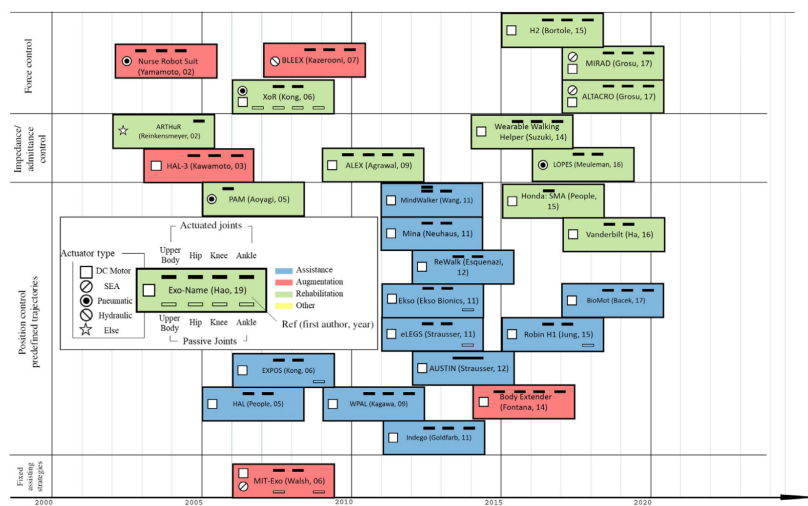 Force control
Nurse Robot Suit
(Yamamoto, 02)
BLEEX (Kazerooni, 07)
XoR (Kong, 06)
H2 (Bortole, 15)
MIRAD (Grosu, 17)
ALTACRO (Grosu, 17)
Impedance/
admittance
control
ARTHuR
(Reinkensmeyer, 02)
HAL-3 (Kawamoto, 03)
ALEX (Agrawal, 09)
Wearable Walking
Helper (Suzuki, 14)
LOPES (Meuleman, 16)
Position control
predefined trajectories
PAM (Aoyagi, 05)
MindWalker (Wang, 11)
Honda: SMA (People,
15)
Mina (Neuhaus, 11)
Vanderbilt (Ha, 16)
ReWalk (Esquenazi,
12)
Ekso (Ekso Bionics,
11)
BioMot (Bacek, 17)
eLEGS (Strausser,
11)
Robin H1 (Jung, 15)
AUSTIN (Strausser, 12)
EXPOS (Kong, 06)
HAL (People, 05)
WPAL (Kagawa, 09)
Body Extender
(Fontana, 14)
Indego (Goldfarb, 11)
Actuated joints
Actuator type
Upper
Body
Hip
Knee
Ankle
DC Motor
SEA
Pneumatic
Hydraulic
Else
Exo-Name (Hao, 19)
Assistance
Augmentation
Rehabilitation
Other
Upper
Body
Hip
Knee
Ankle
Ref (first author, year)
Passive Joints
Fixed
assisting
strategies
MIT-Exo (Walsh, 06)
2000
2005
2010
2015
2020